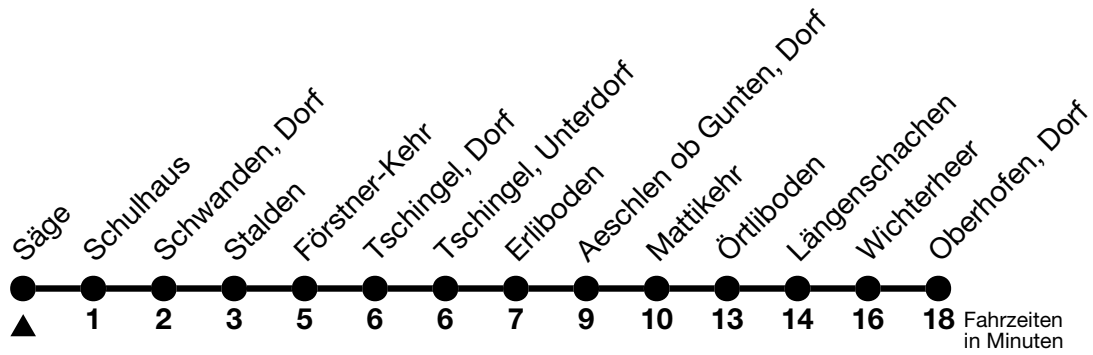 Säge
Schulhaus
Schwanden, Dorf
Stalden
Förstner-Kehr
Tschingel, Dorf
Tschingel, Unterdorf
Erliboden
Aeschlen ob Gunten, Dorf
Mattikehr
Örtliboden
Längenschachen
Wichterheer
Oberhofen, Dorf
1 2 3 5 6 6 7 9 10 13 14 16 18 Fahrzeiten
in Minuten